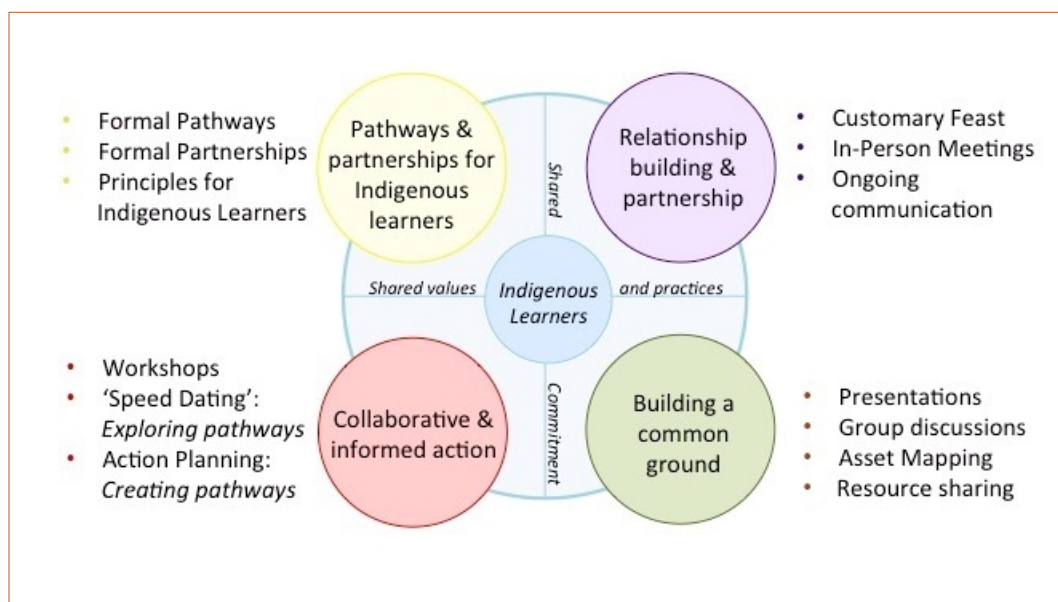 Formal Pathways
Formal Partnerships
Principles for
Indigenous Learners
Pathways &
partnerships for
Indigenous
learners
Shared
Relationship
building &
partnership
Customary Feast
In-Person Meetings
Ongoing
communication
Shared values
Indigenous
Learners
and practices
Workshops
‘Speed Dating’:
Exploring pathways
Action Planning:
Creating pathways
Collaborative &
informed action
Commitment
Building a
common
ground
Presentations
Group discussions
Asset Mapping
Resource sharing